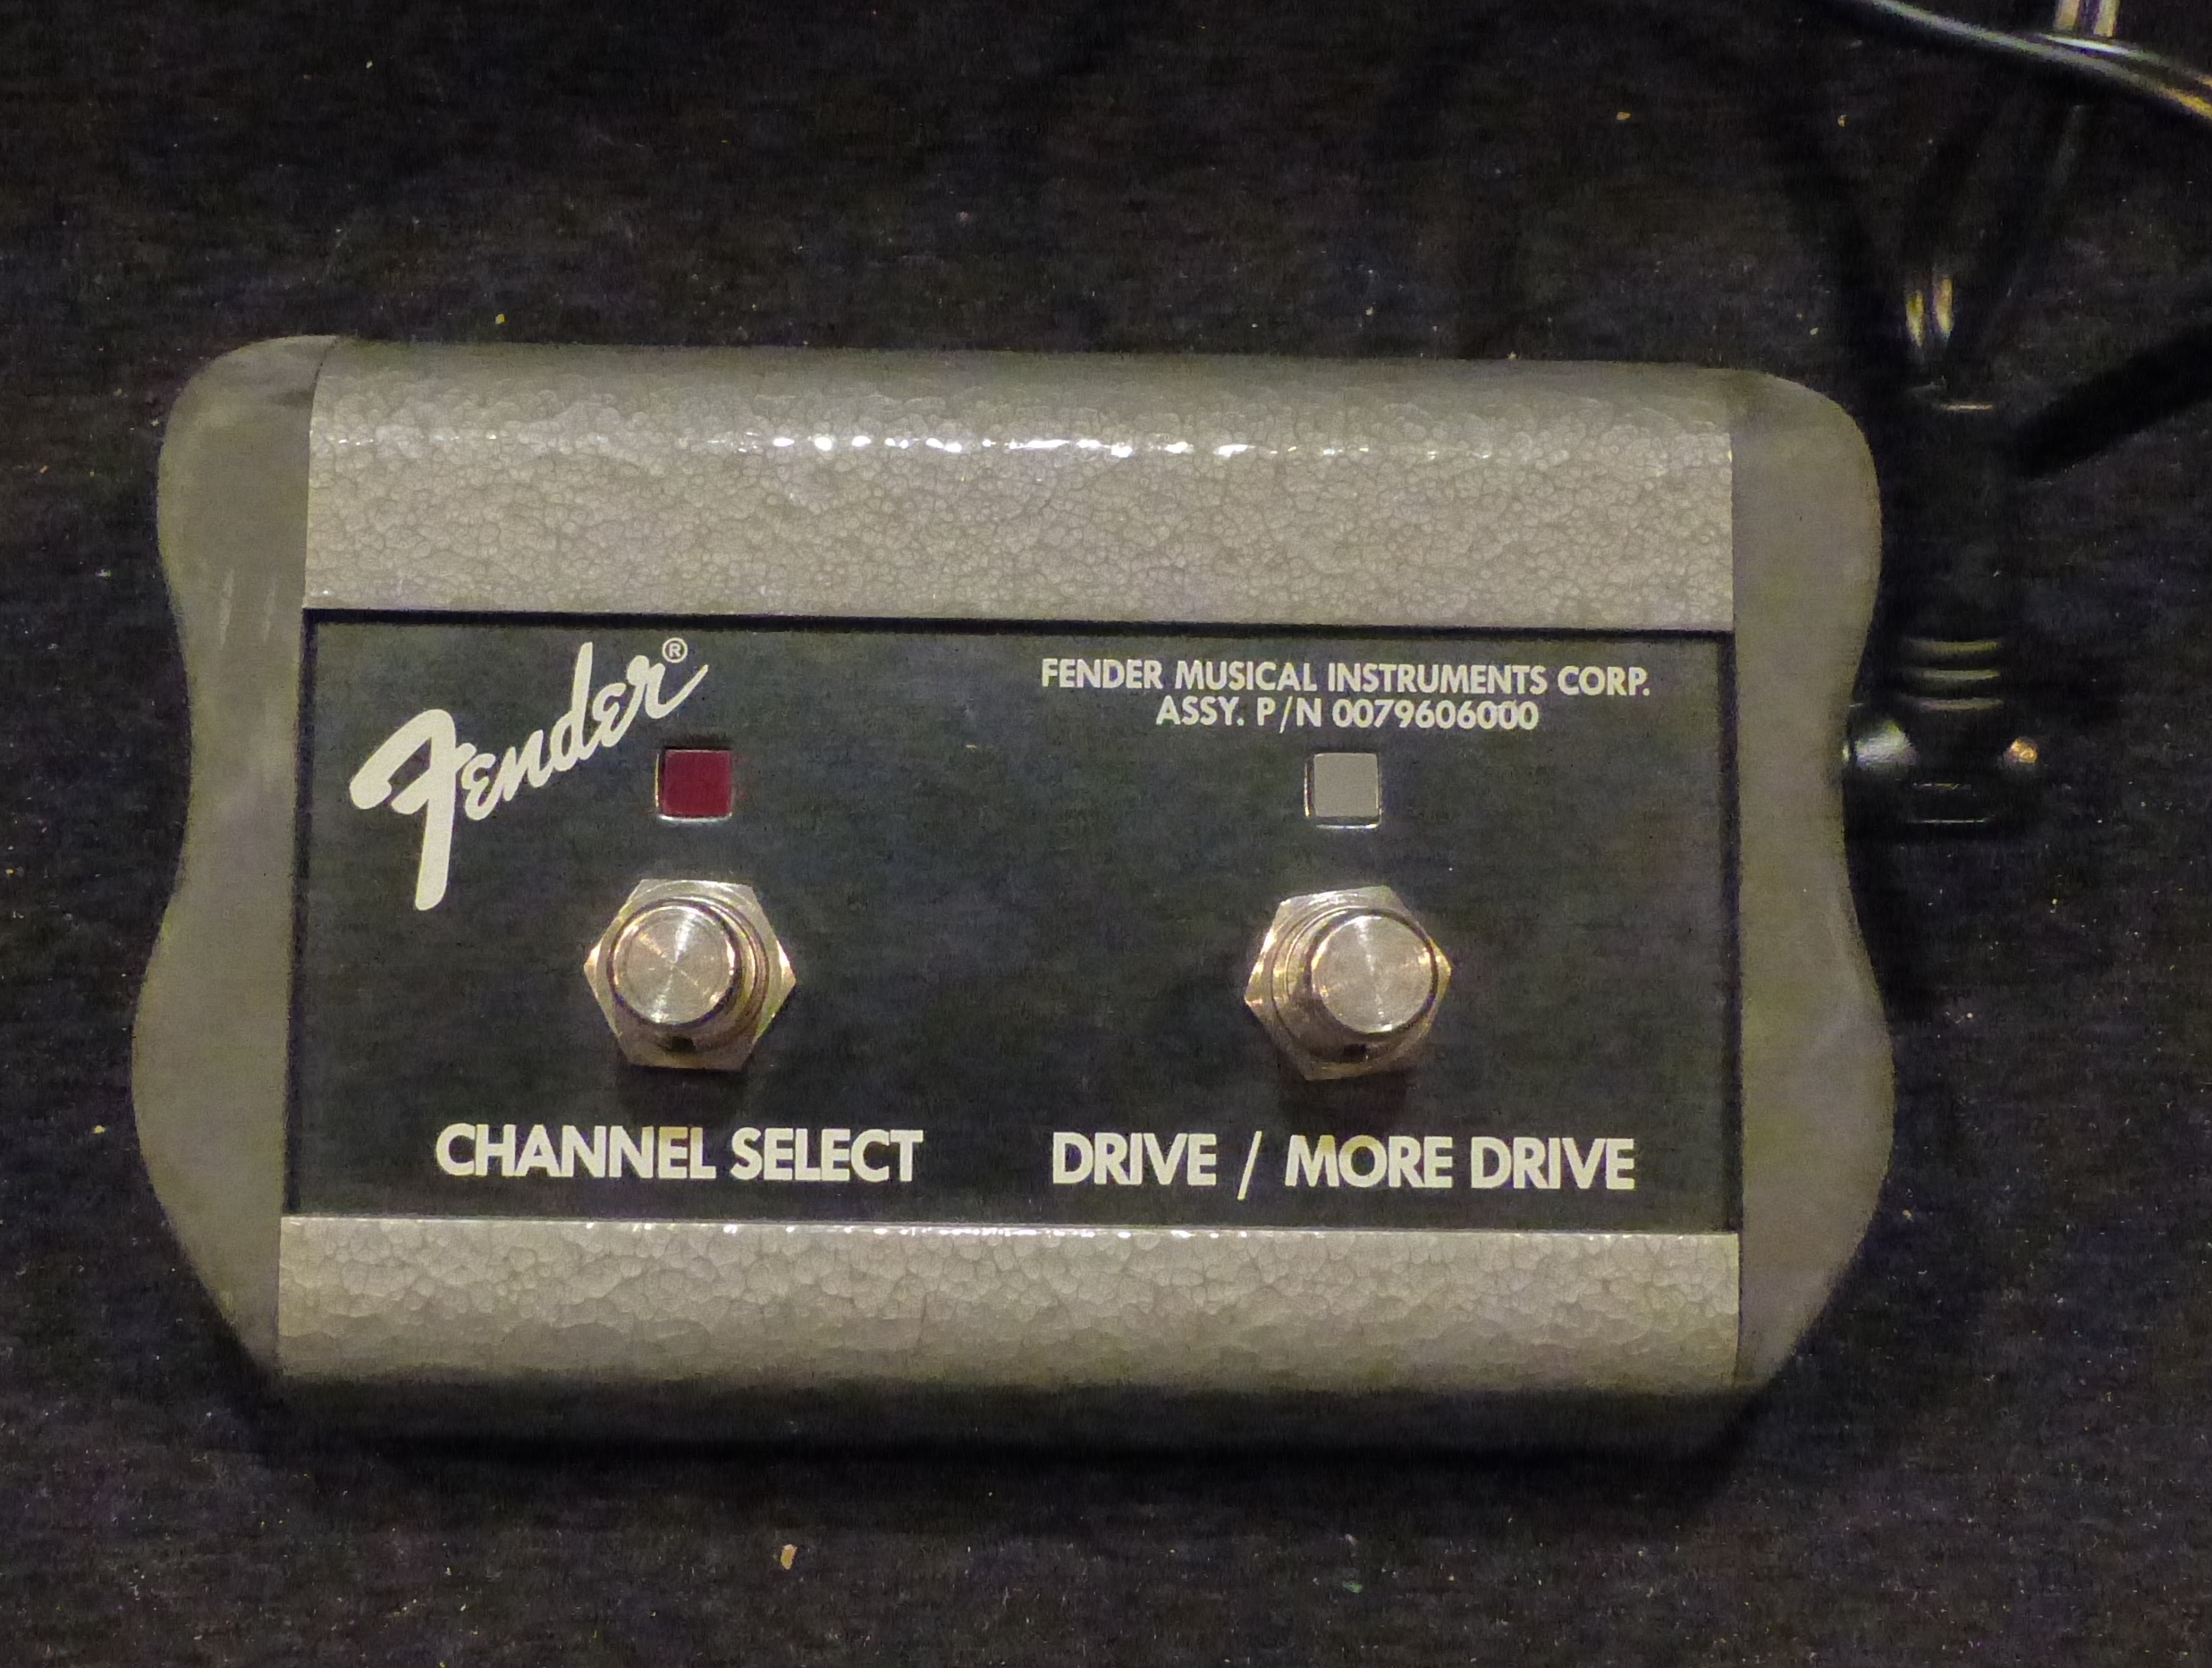 Fender®
FENDER MUSICAL INSTRUMENTS CORP.
ASSY. P/N 0079606000
CHANNEL SELECT
DRIVE / MORE DRIVE